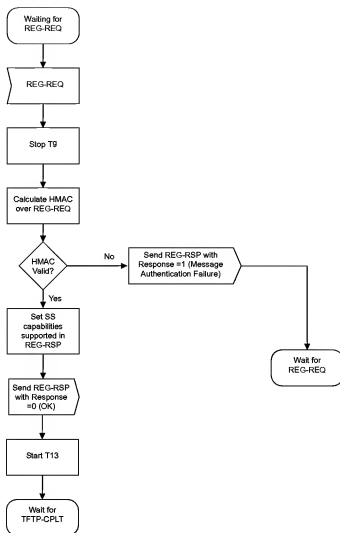 Waiting for
REG-REQ
REG-REQ
Stop T9
Calculate HMAC
over REG-REQ
HMAC
Valid?
No
Send REG-RSP with
Response =1 (Message
Authentication Failure)
Yes
Set SS
capabilities
supported in
REG-RSP
Wait for
REG-REQ
Send REG-RSP
with Response
=0 (OK)
Start T13
Wait for
TFTP-CPLT